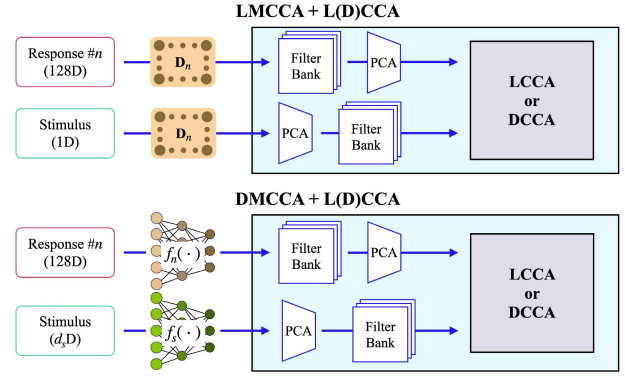 LMCCA + L(D)CCA
Response #n
(128D)
Dn
Filter
Bank
PCA
LCCA
or
DCCA
Stimulus
(1D)
Dn
PCA
Filter
Bank
DMCCA + L(D)CCA
Response #n
(128D)
fn(·)
Filter
Bank
PCA
LCCA
or
DCCA
Stimulus
(dsD)
fs(·)
PCA
Filter
Bank